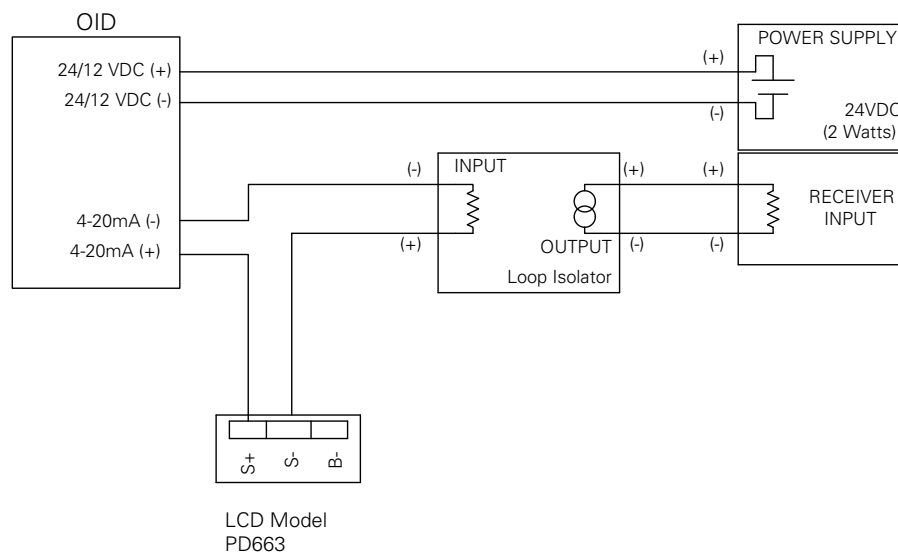 OID
24/12 VDC (+)
24/12 VDC (-)
4-20mA (-)
4-20mA (+)
(+)
(-)
POWER SUPPLY
24VDC
(2 Watts)
(-)
(+)
INPUT
OUTPUT
Loop Isolator
(+)
(-)
(+)
(-)
RECEIVER
INPUT
S+
S-
B-
LCD Model
PD663